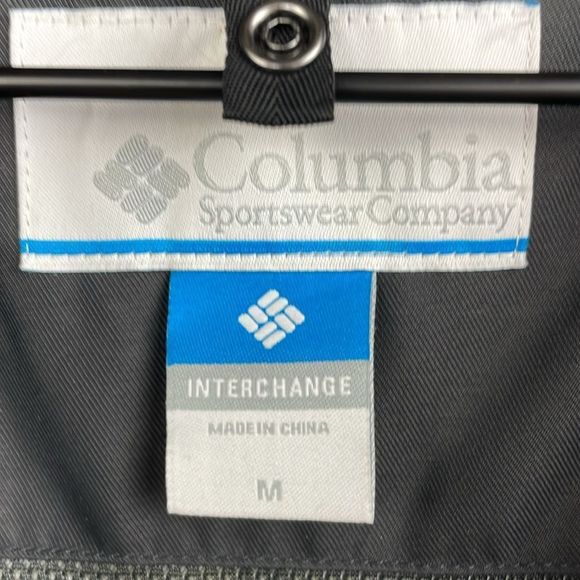 Columbia
Sportswear Company
INTERCHANGE
MADE IN CHINA
M